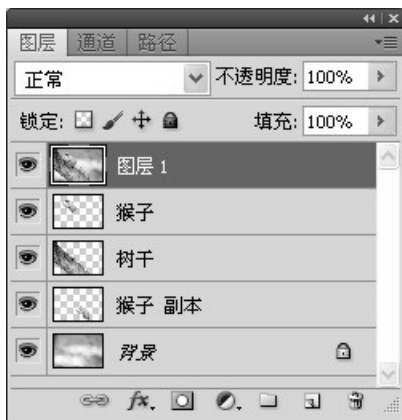 图层 通道 路径
正常 不透明度: 100%
锁定: 填充: 100%
图层 1
猴子
树干
猴子 副本
背景
fx.